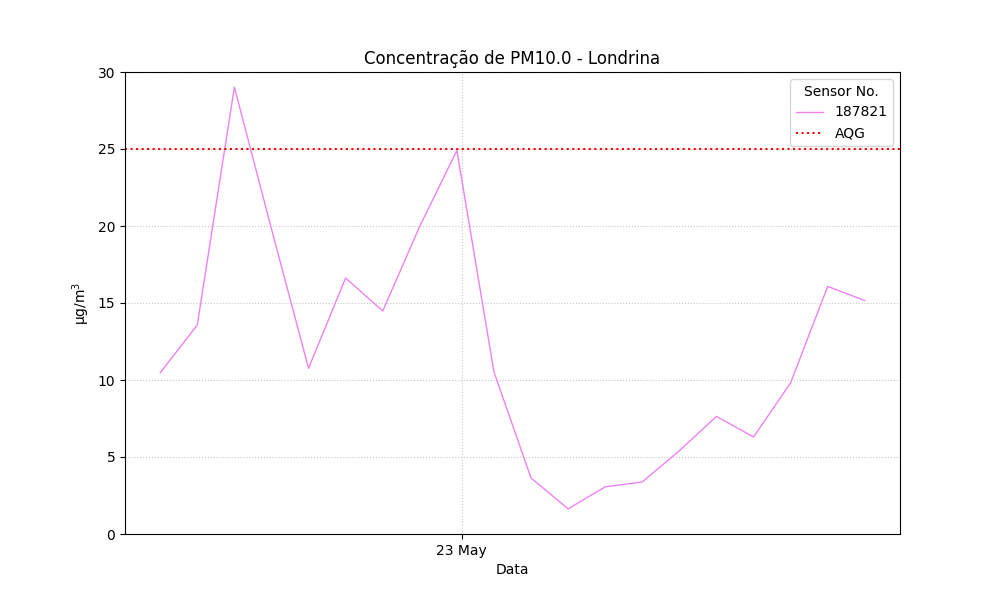 Concentração de PM10.0 - Londrina
Sensor No.
187821
AQG
30
25
20
15
10
5
0
µg/m³
23 May
Data